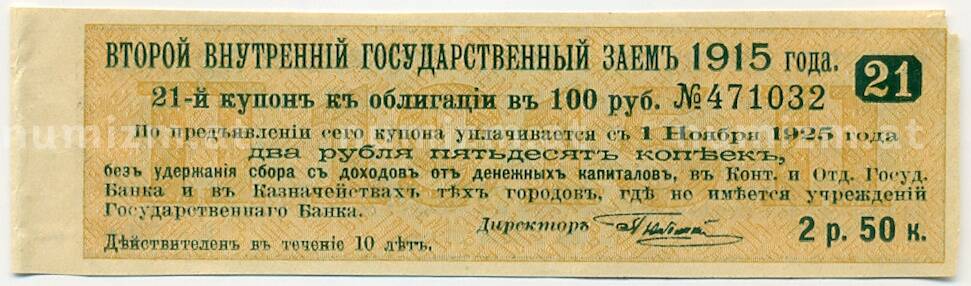 ВТОРОЙ ВНУТРЕННІЙ ГОСУДАРСТВЕННЫЙ ЗАЕМЪ 1915 года. 21
21-й купонъ къ облигаціи въ 100 руб. №471032
По предъявленіи сего купона уплачивается съ 1 Ноября 1925 года
два рубля пятьдесятъ копѣекъ,
безъ удержанія сбора съ доходовъ отъ денежныхъ капиталовъ, въ Конт. и Отд. Госуд.
Банка и въ Казначействахъ тѣхъ городовъ, гдѣ не имѣется учрежденій
Государственнаго Банка.
Директоръ
2 р. 50 к.
Дѣйствителенъ въ теченіе 10 лѣтъ.